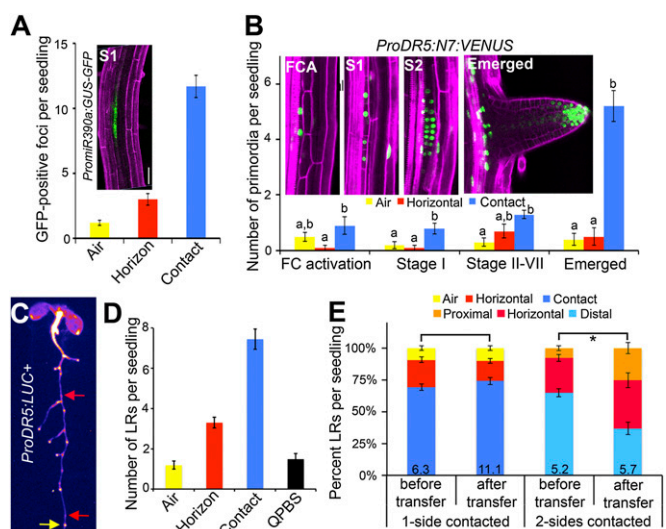 A
GFP-positive foci per seedling
15
10
5
0
PromiR390a:GUS-GFP
S1
Air
Horizon
Contact
B
ProDR5:N7:VENUS
Number of primordia per seedling
6
4
2
0
FCA
S1
S2
Emerged
Air Horizontal Contact
a,b a b
a a b
a a,b b
a a b
FC activation
Stage I
Stage II-VII
Emerged
C
ProDR5:LUC+
D
Number of LRs per seedling
8
6
4
2
0
Air
Horizon
Contact
QPBS
E
Air Horizontal Contact
Proximal Horizontal Distal
Percent LRs per seedling
100%
75%
50%
25%
0%
*
6.3 11.1 5.2 5.7
before after before after
transfer transfer transfer transfer
1-side contacted 2-sides contacted